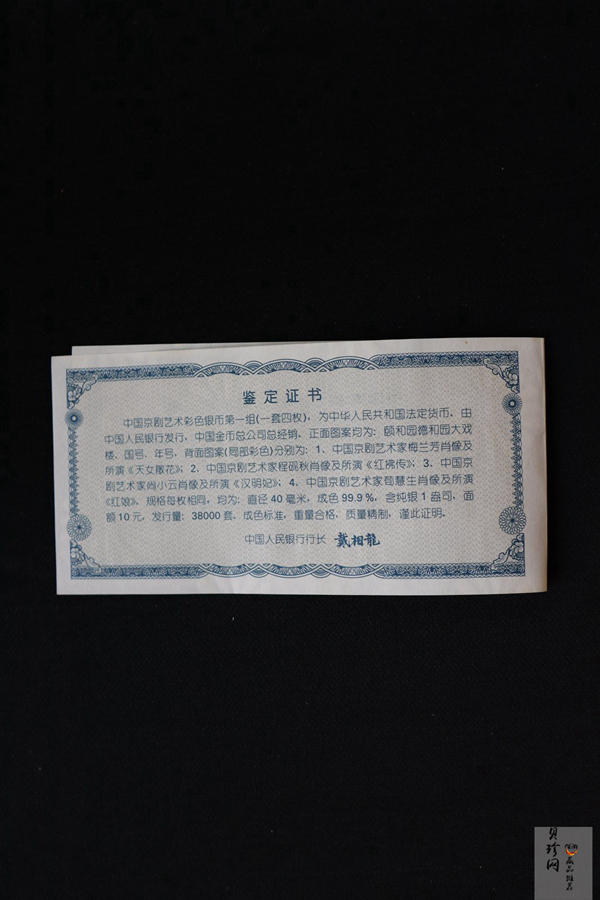 鉴定证书
中国京剧艺术彩色银币第一组(一套四枚)，为中华人民共和国法定货币，由
中国人民银行发行，中国金币总公司总经销，正面图案均为：颐和园德和园大戏
楼、国号、年号，背面图案(局部彩色)分别为：1、中国京剧艺术家梅兰芳肖像及
所演《天女散花》；2、中国京剧艺术家程砚秋肖像及所演《红拂传》；3、中国京
剧艺术家尚小云肖像及所演《汉明妃》；4、中国京剧艺术家荀慧生肖像及所演
《红娘》，规格每枚相同，均为：直径40毫米，成色99.9%，含纯银1盎司，面
额10元，发行量：38000套，成色标准，重量合格，质量精制，谨此证明。
中国人民银行行长 戴相龍
贝珍网